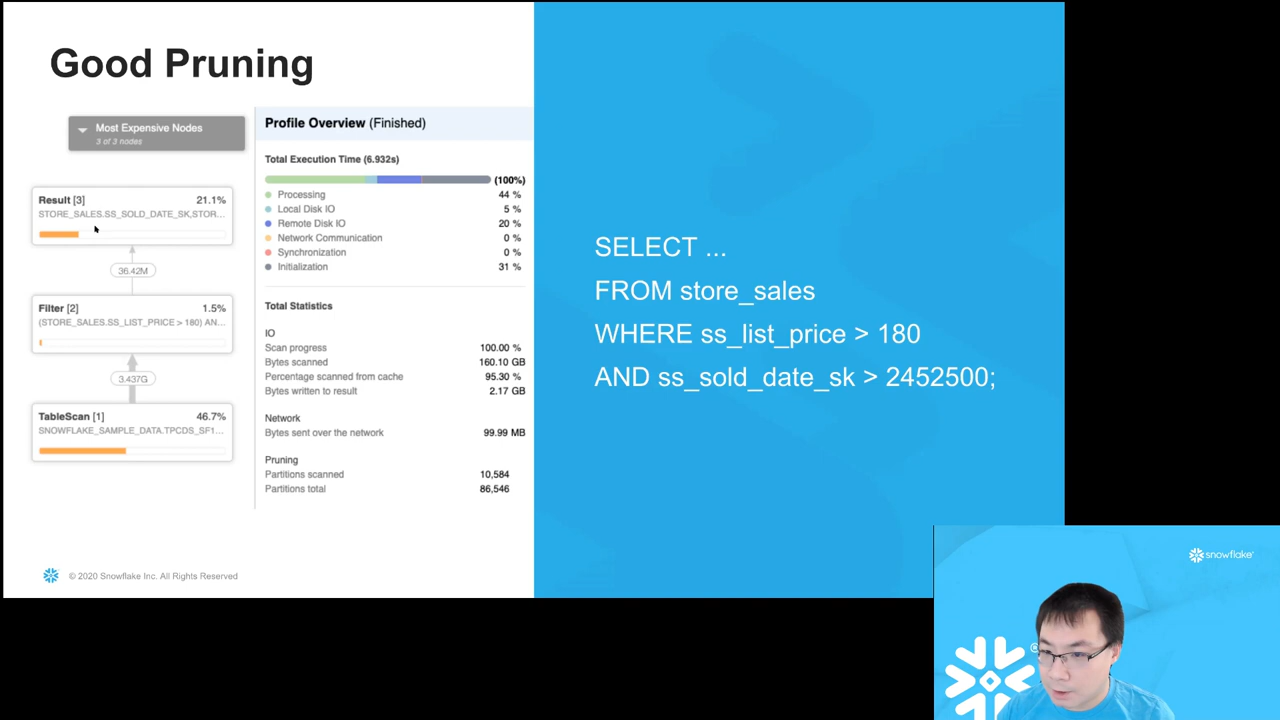 Good Pruning
Most Expensive Nodes
3 of 3 nodes
Result [3] 21.1%
STORE_SALES.SS_SOLD_DATE_SK,STOR...
36.42M
Filter [2] 1.5%
(STORE_SALES.SS_LIST_PRICE > 180) AN...
3.437G
TableScan [1] 46.7%
SNOWFLAKE_SAMPLE_DATA.TPCDS_SF1...
Profile Overview (Finished)
Total Execution Time (6.932s)
(100%)
Processing 44 %
Local Disk IO 5 %
Remote Disk IO 20 %
Network Communication 0 %
Synchronization 0 %
Initialization 31 %
Total Statistics
IO
Scan progress 100.00 %
Bytes scanned 160.10 GB
Percentage scanned from cache 95.30 %
Bytes written to result 2.17 GB
Network
Bytes sent over the network 99.99 MB
Pruning
Partitions scanned 10,584
Partitions total 86,546
SELECT ...
FROM store_sales
WHERE ss_list_price > 180
AND ss_sold_date_sk > 2452500;
© 2020 Snowflake Inc. All Rights Reserved
snowflake®
®